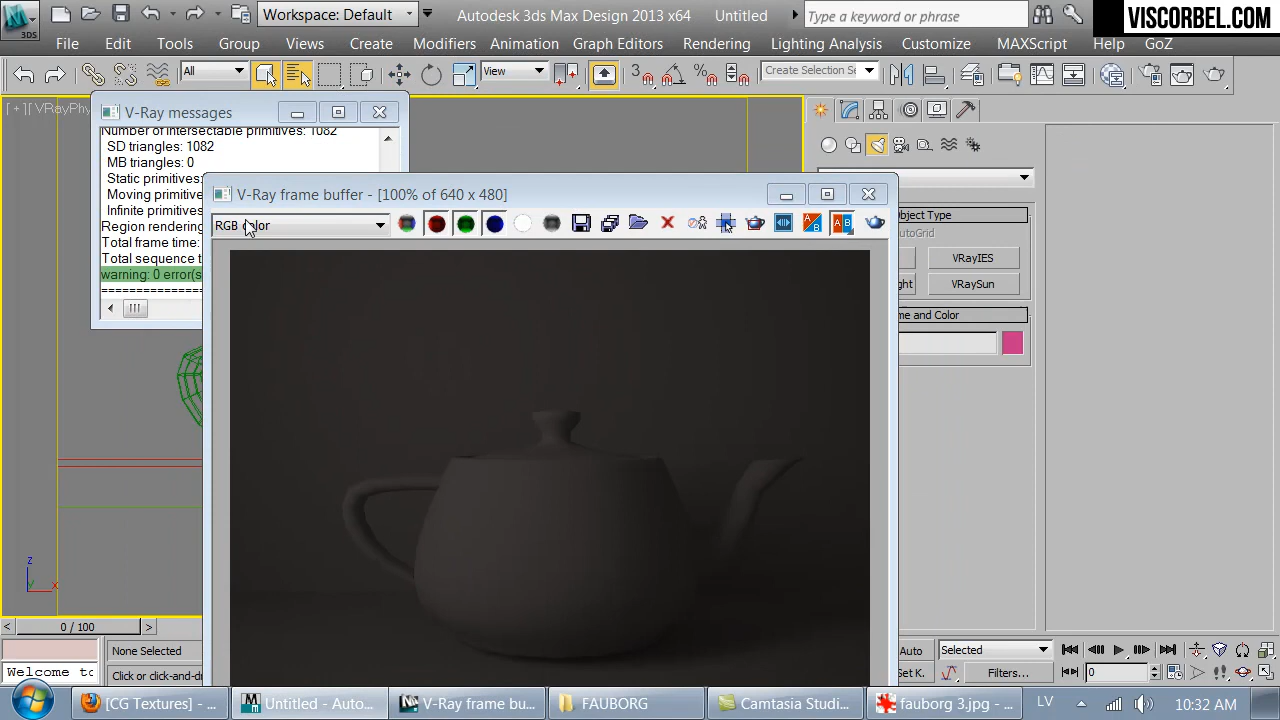 Workspace: Default
Autodesk 3ds Max Design 2013 x64
Untitled
Type a keyword or phrase
VISCORBEL.COM
3DS
File Edit Tools Group Views Create Modifiers Animation Graph Editors Rendering Lighting Analysis Customize MAXScript Help GoZ
All
View
3
Create Selection Se
[ + ] [ VRayPhy
V-Ray messages
Number of intersectable primitives: 1082
SD triangles: 1082
MB triangles: 0
Static primitives
Moving primitive
Infinite primitives
Region rendering
Total frame time:
Total sequence t
warning: 0 error(s
V-Ray frame buffer - [100% of 640 x 480]
RGB color
bject Type
utoGrid
VRayIES
ght
VRaySun
me and Color
z
y
x
0 / 100
None Selected
Welcome to
Click or click-and-d
Auto
Selected
et K.
Filters...
0
[CG Textures] - ...
Untitled - Auto...
V-Ray frame bu...
FAUBORG
Camtasia Studi...
fauborg 3.jpg - ...
LV
10:32 AM